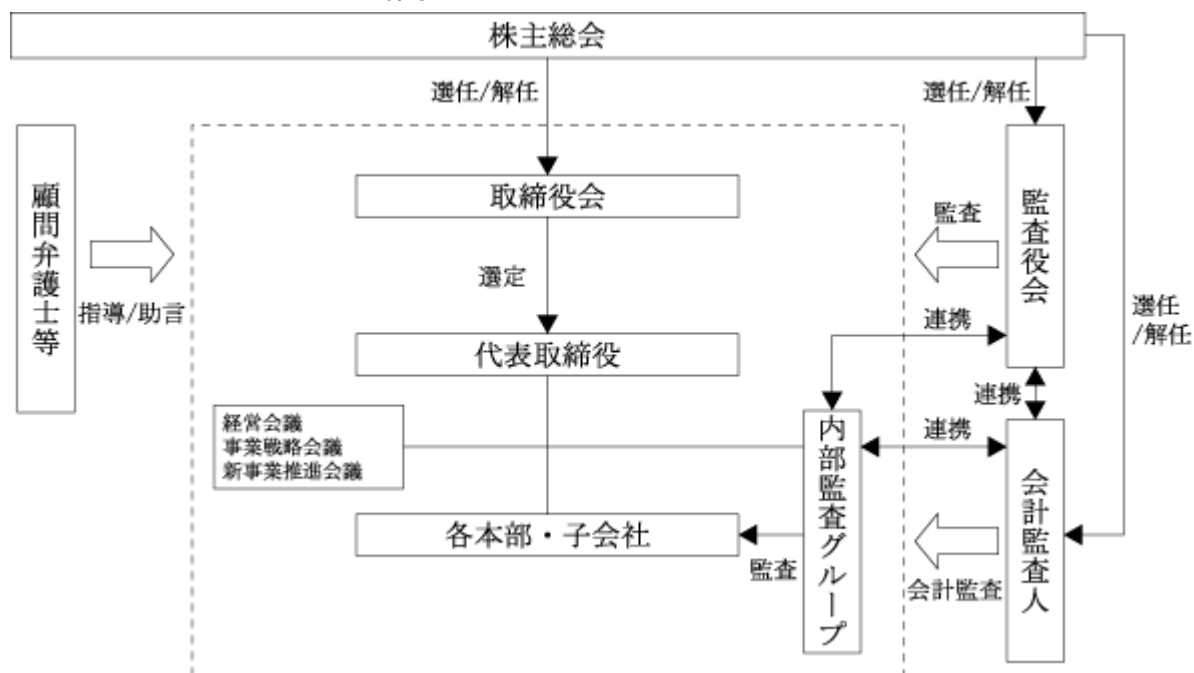 株主総会
選任/解任
選任/解任
顧問弁護士等
取締役会
監査役会
監査
指導/助言
選定
選任
/解任
連携
代表取締役
連携
経営会議
事業戦略会議
新事業推進会議
内部監査グループ
連携
会計監査人
各本部・子会社
監査
会計監査